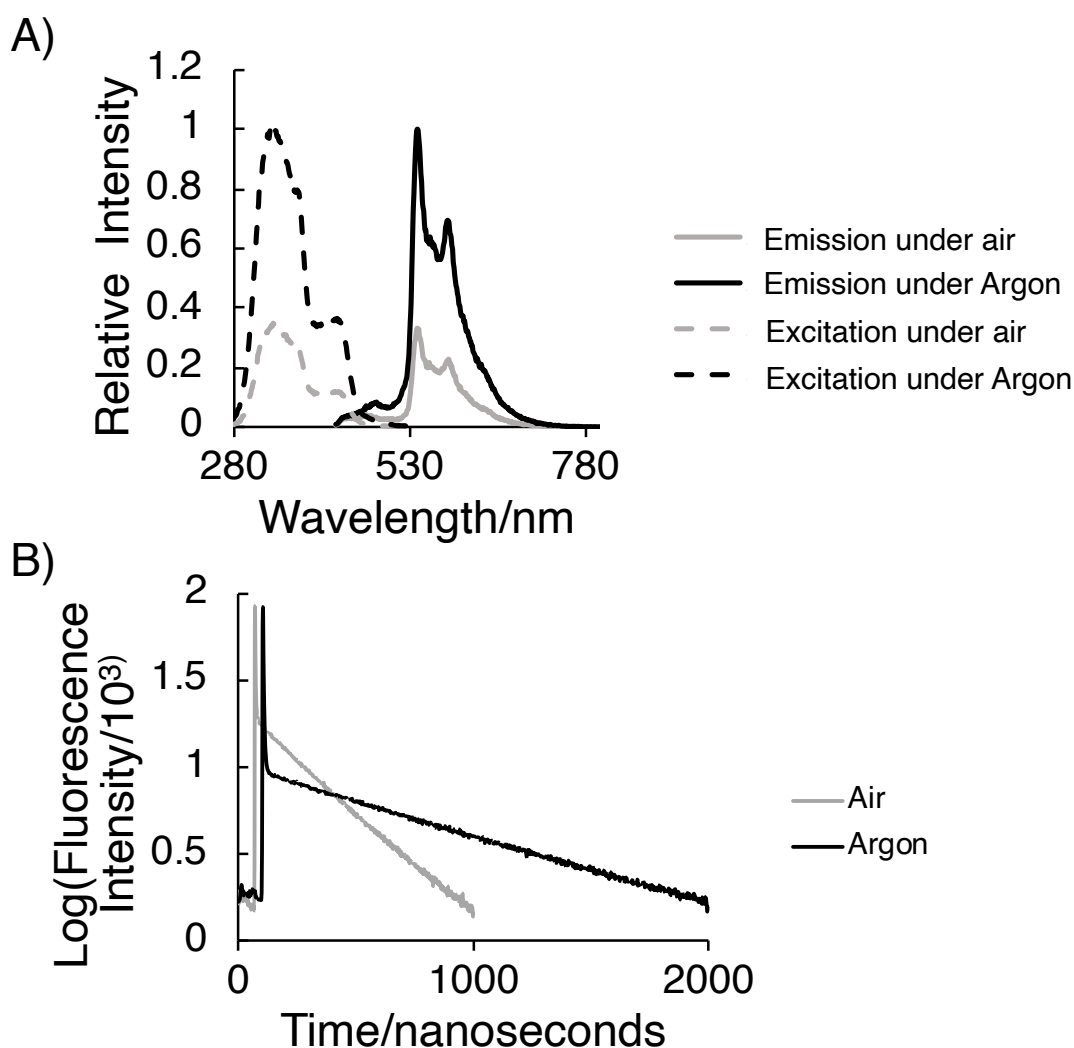 A)
1.2
1
0.8
0.6
0.4
0.2
0
280 530 780
Relative Intensity
Wavelength/nm
Emission under air
Emission under Argon
Excitation under air
Excitation under Argon
B)
2
1.5
1
0.5
0
0 1000 2000
Log(Fluorescence
Intensity/10³)
Time/nanoseconds
Air
Argon